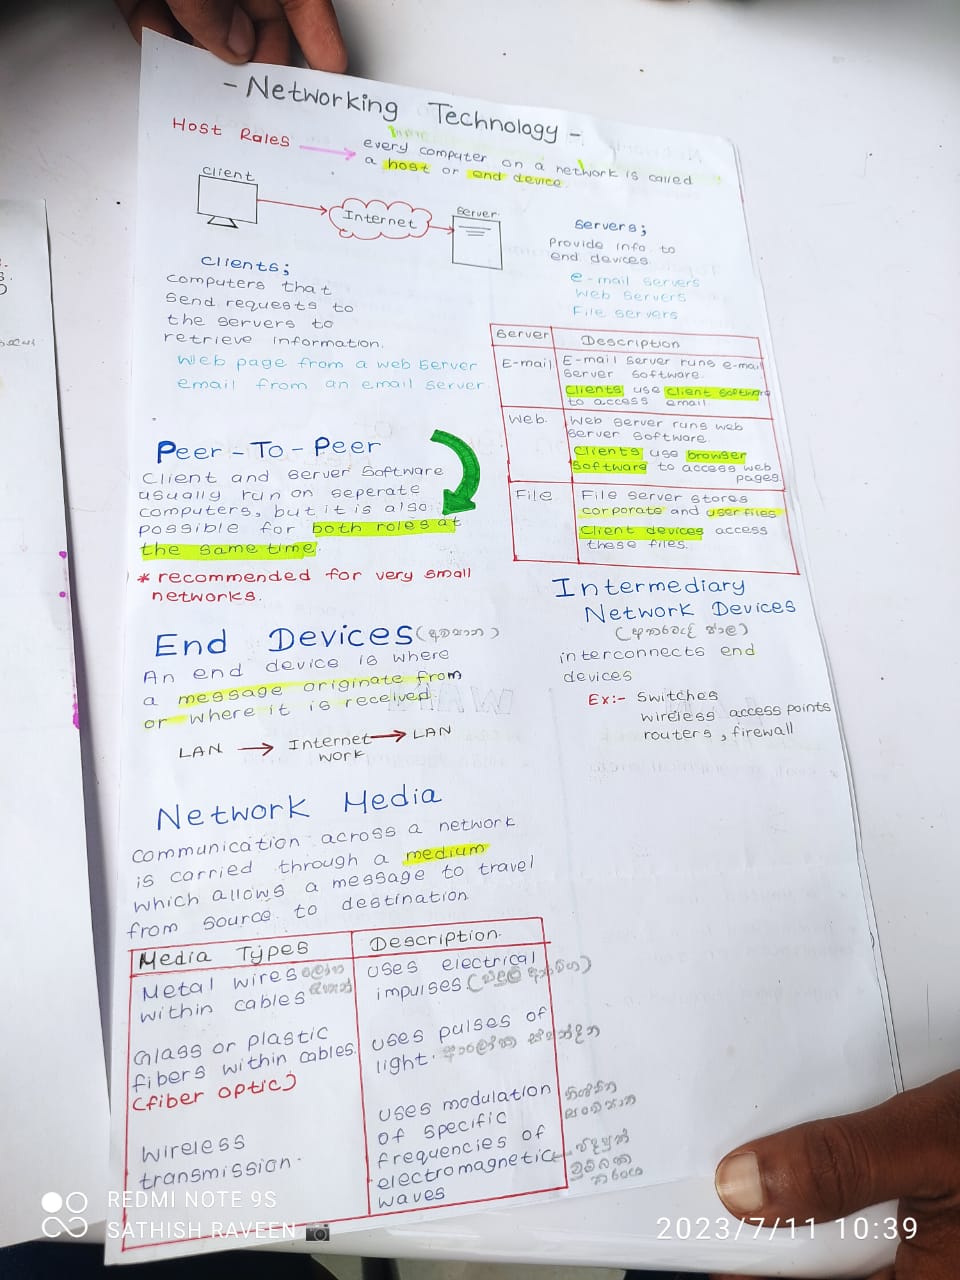 - Networking Technology -
Host Roles
every computer on a network is called
a host or end device.
client
Internet
server
clients;
computers that
send requests to
the servers to
retrieve information.
Web page from a web server
email from an email server
servers;
Provide info to
end devices
e-mail servers
Web servers
File servers
Server Description
E-mail E-mail server runs e-mail
server software.
Clients use client software
to access email
Web Web server runs web
server software.
Clients use browser
software to access web
pages
File File server stores
corporate and user files
Client devices access
these files.
Peer-To-Peer
Client and server software
usually run on seperate
computers, but it is also
possible for both roles at
the same time.
* recommended for very small
networks.
End Devices
An end device is where
a message originate from
or where it is received.
LAN → Internet → LAN
work
Intermediary
Network Devices
interconnects end
devices
Ex:- switches
wireless access points
routers, firewall
Network Media
communication across a network
is carried through a medium
which allows a message to travel
from source to destination
Media Types Description.
Metal wires
within cables
uses electrical
impulses
Glass or plastic
fibers within cables.
(fiber optic)
uses pulses of
light.
wireless
transmission.
uses modulation
of specific
frequencies of
electromagnetic
waves
REDMI NOTE 9S
SATHISH RAVEEN
2023/7/11 10:39